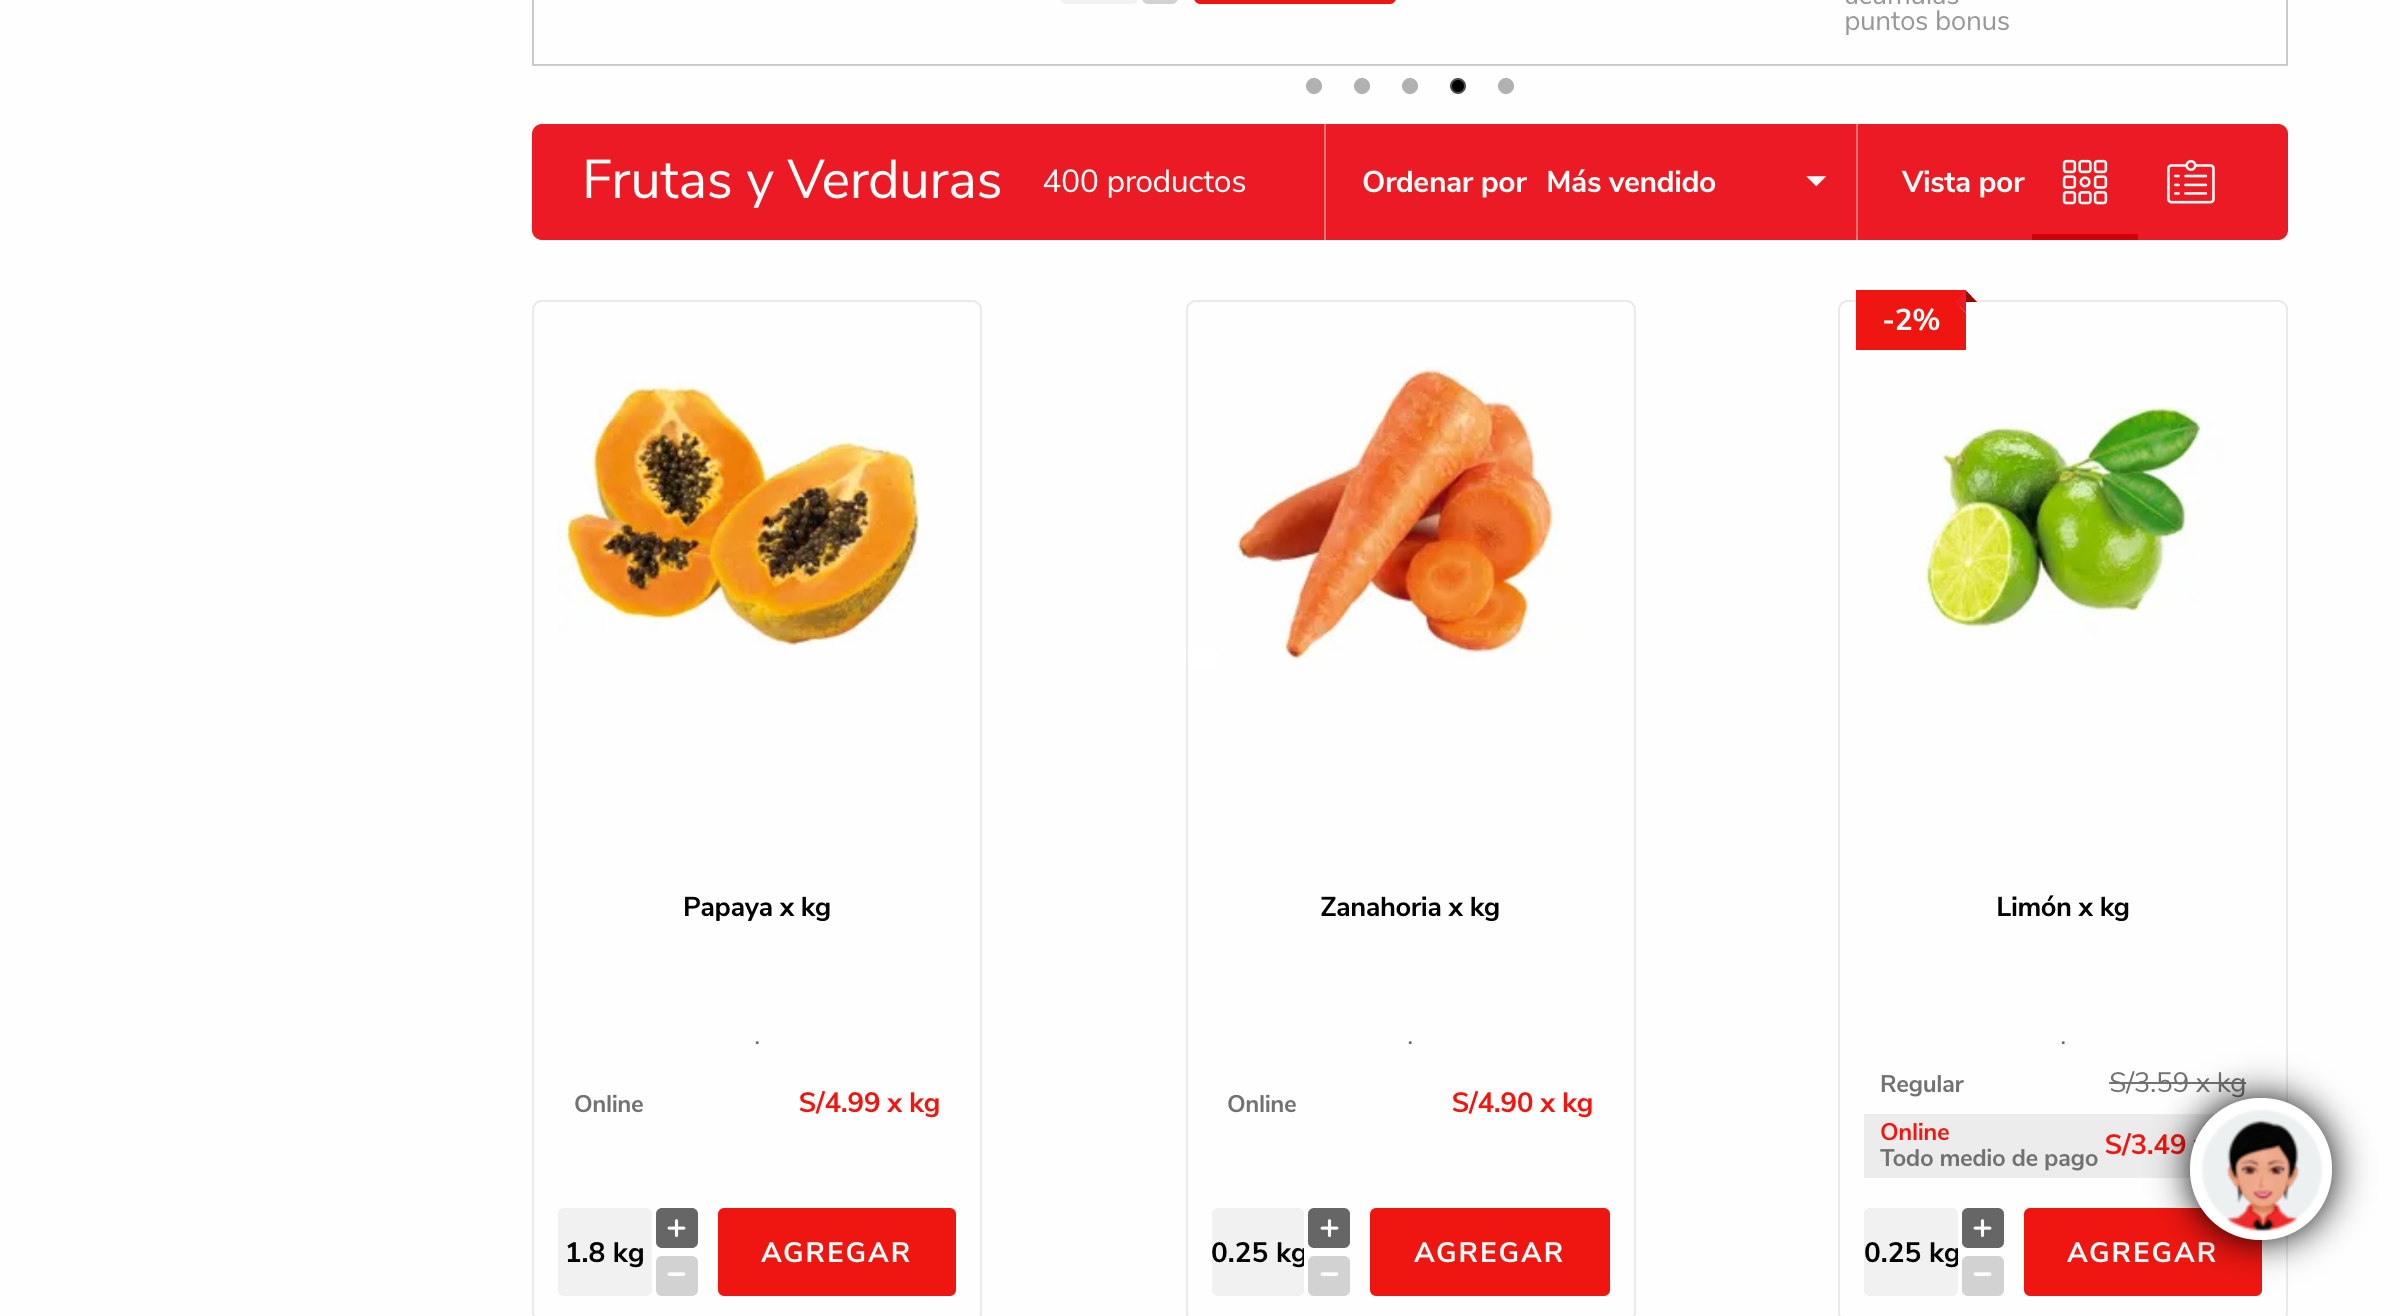 acumulas
puntos bonus
Frutas y Verduras 400 productos Ordenar por Más vendido Vista por
-2%
Papaya x kg Zanahoria x kg Limón x kg
. . .
Regular S/3.59 x kg
Online S/4.99 x kg Online S/4.90 x kg Online S/3.49
Todo medio de pago
1.8 kg + - AGREGAR 0.25 kg + - AGREGAR 0.25 kg + - AGREGAR